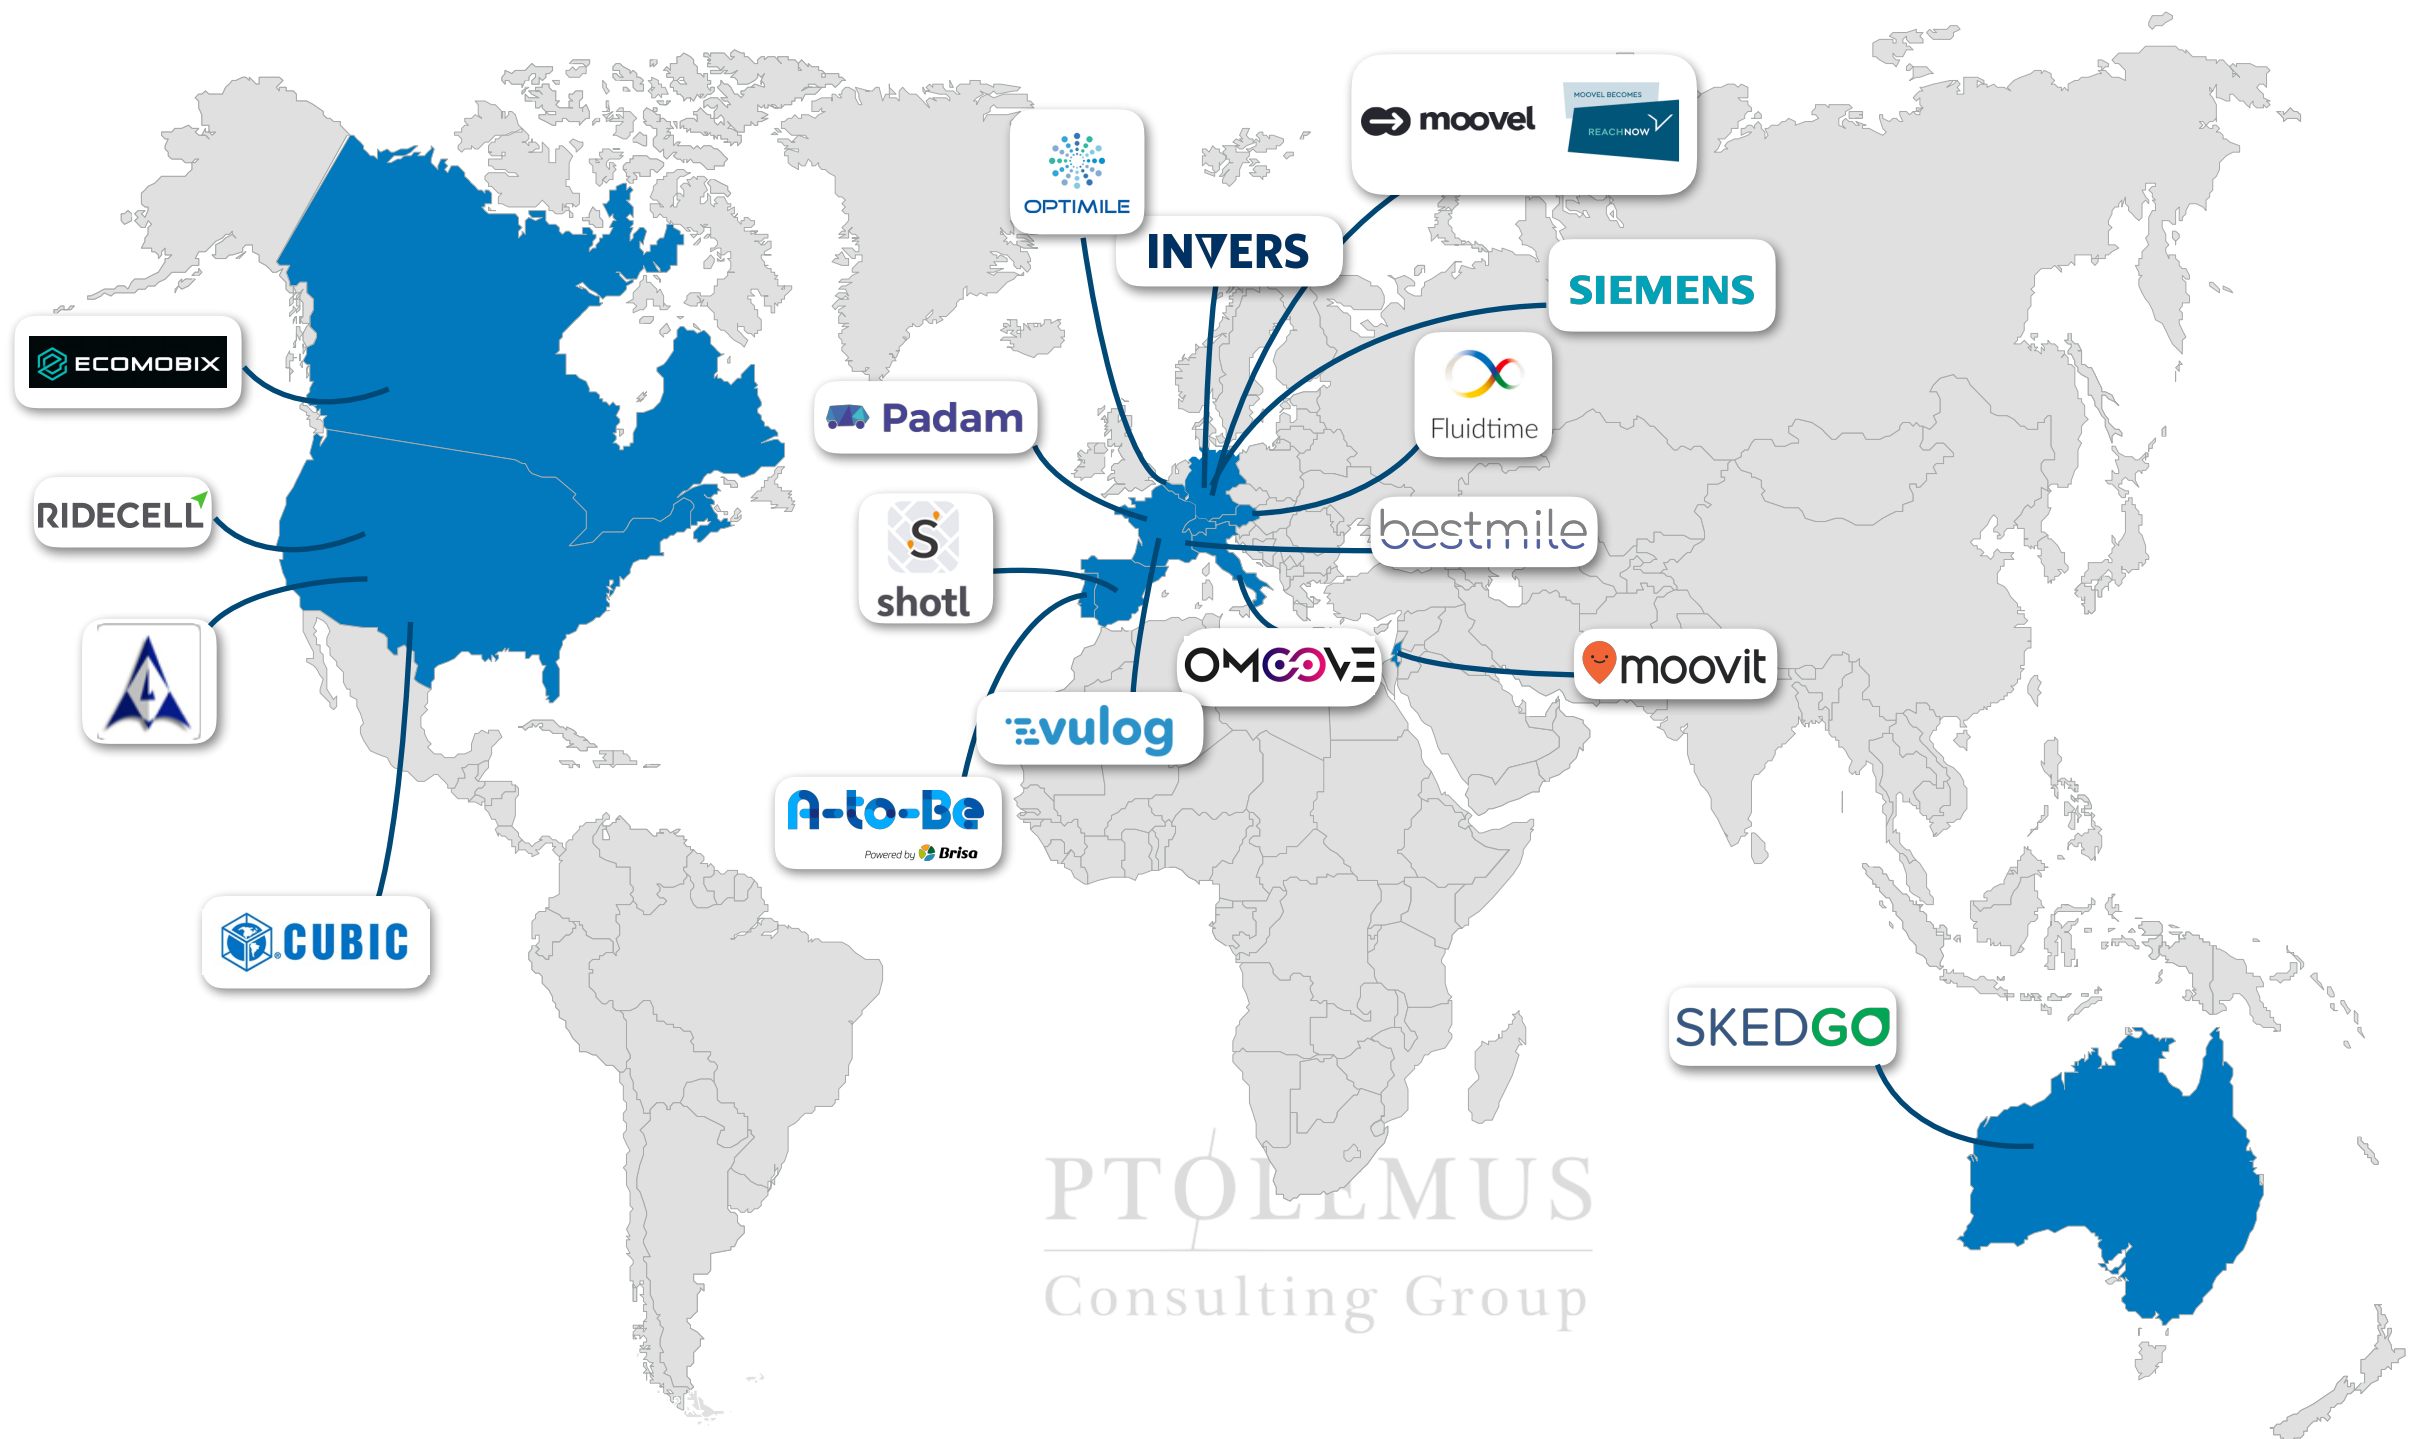 moovel
MOOVEL BECOMES
REACHNOW
OPTIMILE
INVERS
SIEMENS
ECOMOBIX
Fluidtime
Padam
RIDECELL
bestmile
S
shotl
OMOOVE
moovit
vulog
A-to-Be
Powered by Brisa
CUBIC
SKEDGO
PTOLEMUS
Consulting Group